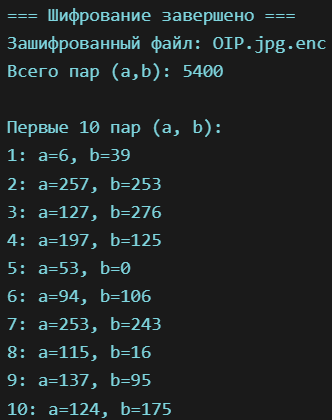 === Шифрование завершено ===
Зашифрованный файл: OIP.jpg.enc
Всего пар (a,b): 5400
Первые 10 пар (a, b):
1: a=6, b=39
2: a=257, b=253
3: a=127, b=276
4: a=197, b=125
5: a=53, b=0
6: a=94, b=106
7: a=253, b=243
8: a=115, b=16
9: a=137, b=95
10: a=124, b=175